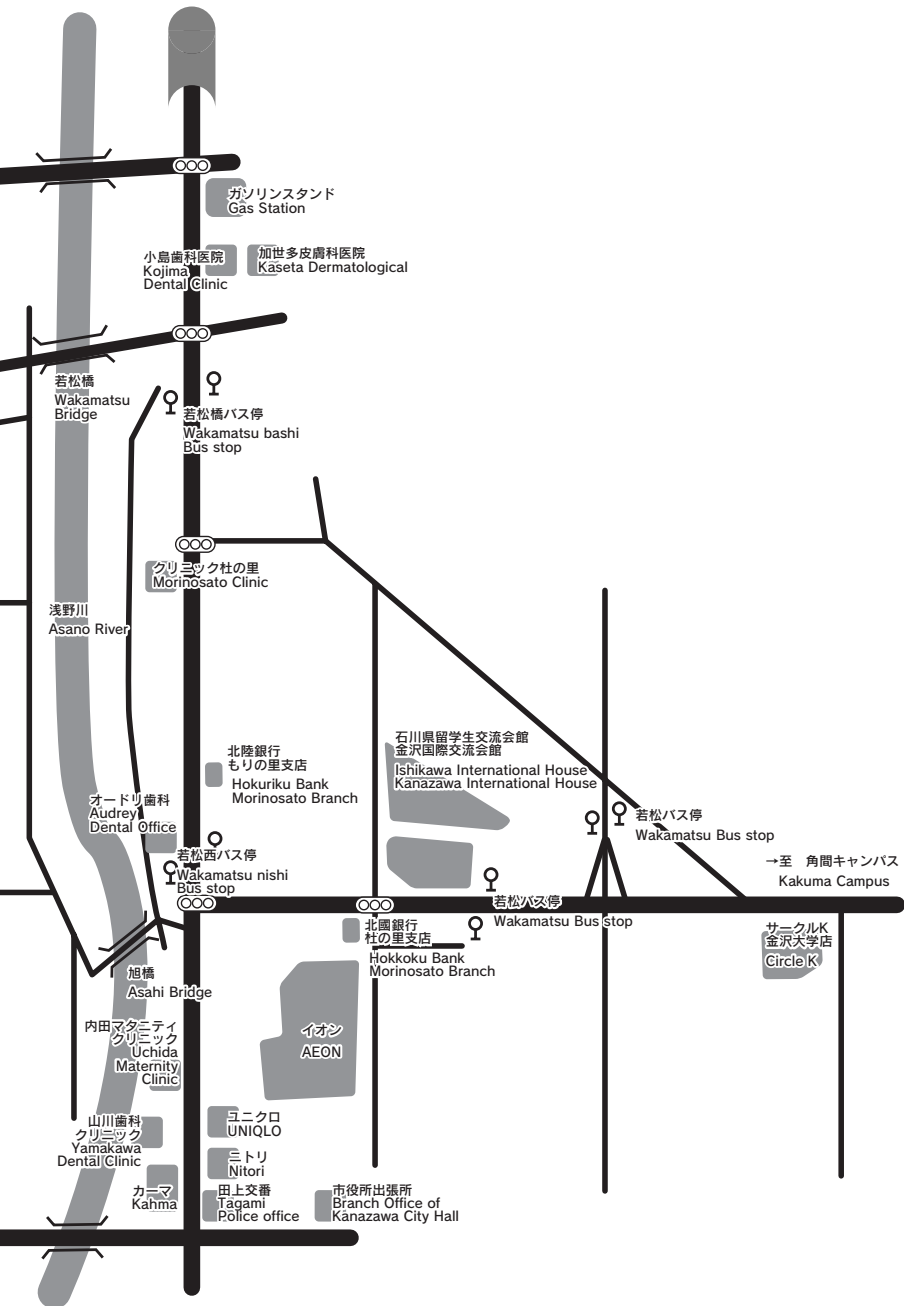 ガソリンスタンド
Gas Station
小島歯科医院
Kojima
Dental Clinic
加世多皮膚科医院
Kaseta Dermatological
若松橋
Wakamatsu
Bridge
若松橋バス停
Wakamatsu bashi
Bus stop
クリニック杜の里
Morinosato Clinic
浅野川
Asano River
北陸銀行
もりの里支店
Hokuriku Bank
Morinosato Branch
石川県留学生交流会館
金沢国際交流会館
Ishikawa International House
Kanazawa International House
オードリ歯科
Audrey
Dental Office
若松バス停
Wakamatsu Bus stop
若松西バス停
Wakamatsu nishi
Bus stop
→至　角間キャンパス
Kakuma Campus
若松バス停
Wakamatsu Bus stop
北國銀行
杜の里支店
Hokkoku Bank
Morinosato Branch
サークルK
金沢大学店
Circle K
旭橋
Asahi Bridge
内田マタニティ
クリニック
Uchida
Maternity
Clinic
イオン
AEON
山川歯科
クリニック
Yamakawa
Dental Clinic
ユニクロ
UNIQLO
ニトリ
Nitori
カーマ
Kahma
田上交番
Tagami
Police office
市役所出張所
Branch Office of
Kanazawa City Hall